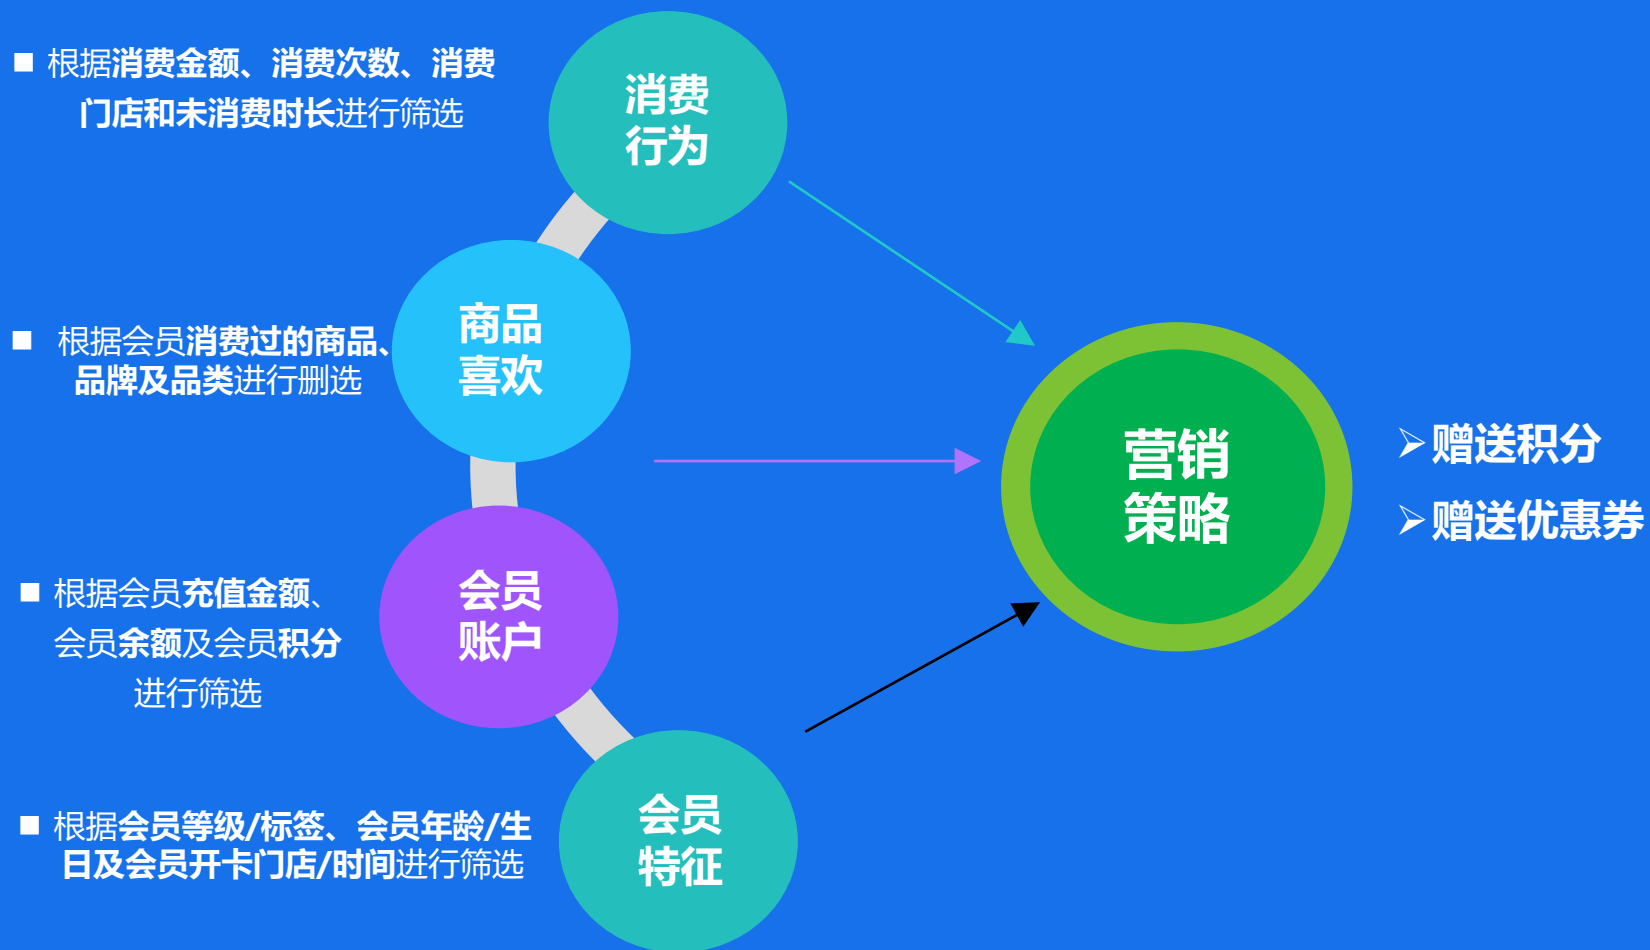 根据消费金额、消费次数、消费
门店和未消费时长进行筛选
消费
行为
根据会员消费过的商品、
品牌及品类进行删选
商品
喜欢
根据会员充值金额、
会员余额及会员积分
进行筛选
会员
账户
根据会员等级/标签、会员年龄/生
日及会员开卡门店/时间进行筛选
会员
特征
营销
策略
赠送积分
赠送优惠券